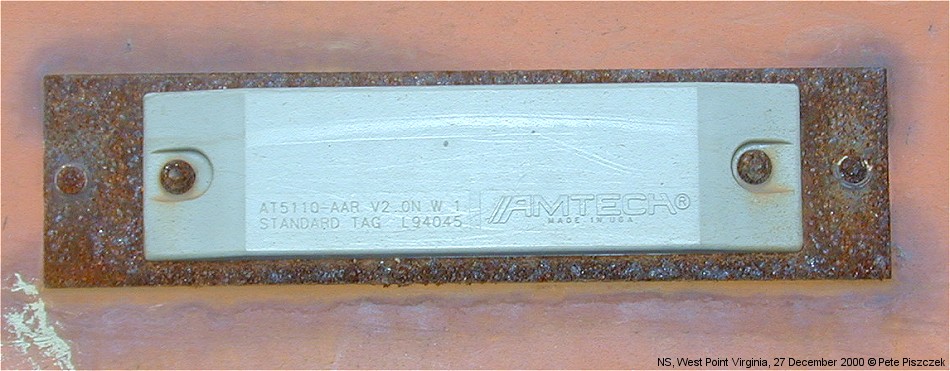 AT5110-AAR V2.0N W 1
STANDARD TAG L94045
AMTECH®
MADE IN USA
NS, West Point Virginia, 27 December 2000 © Pete Piszczek